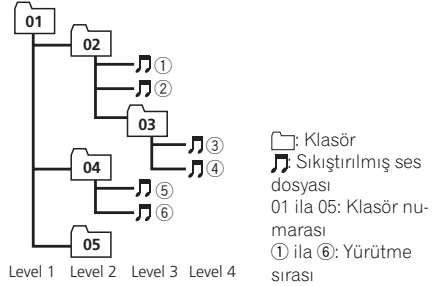 01
02
①
②
03
③
④
04
⑤
⑥
05
Level 1 Level 2 Level 3 Level 4
: Klasör
: Sıkıştırılmış ses
dosyası
01 ila 05: Klasör nu-
marası
① ila ⑥: Yürütme
sırası